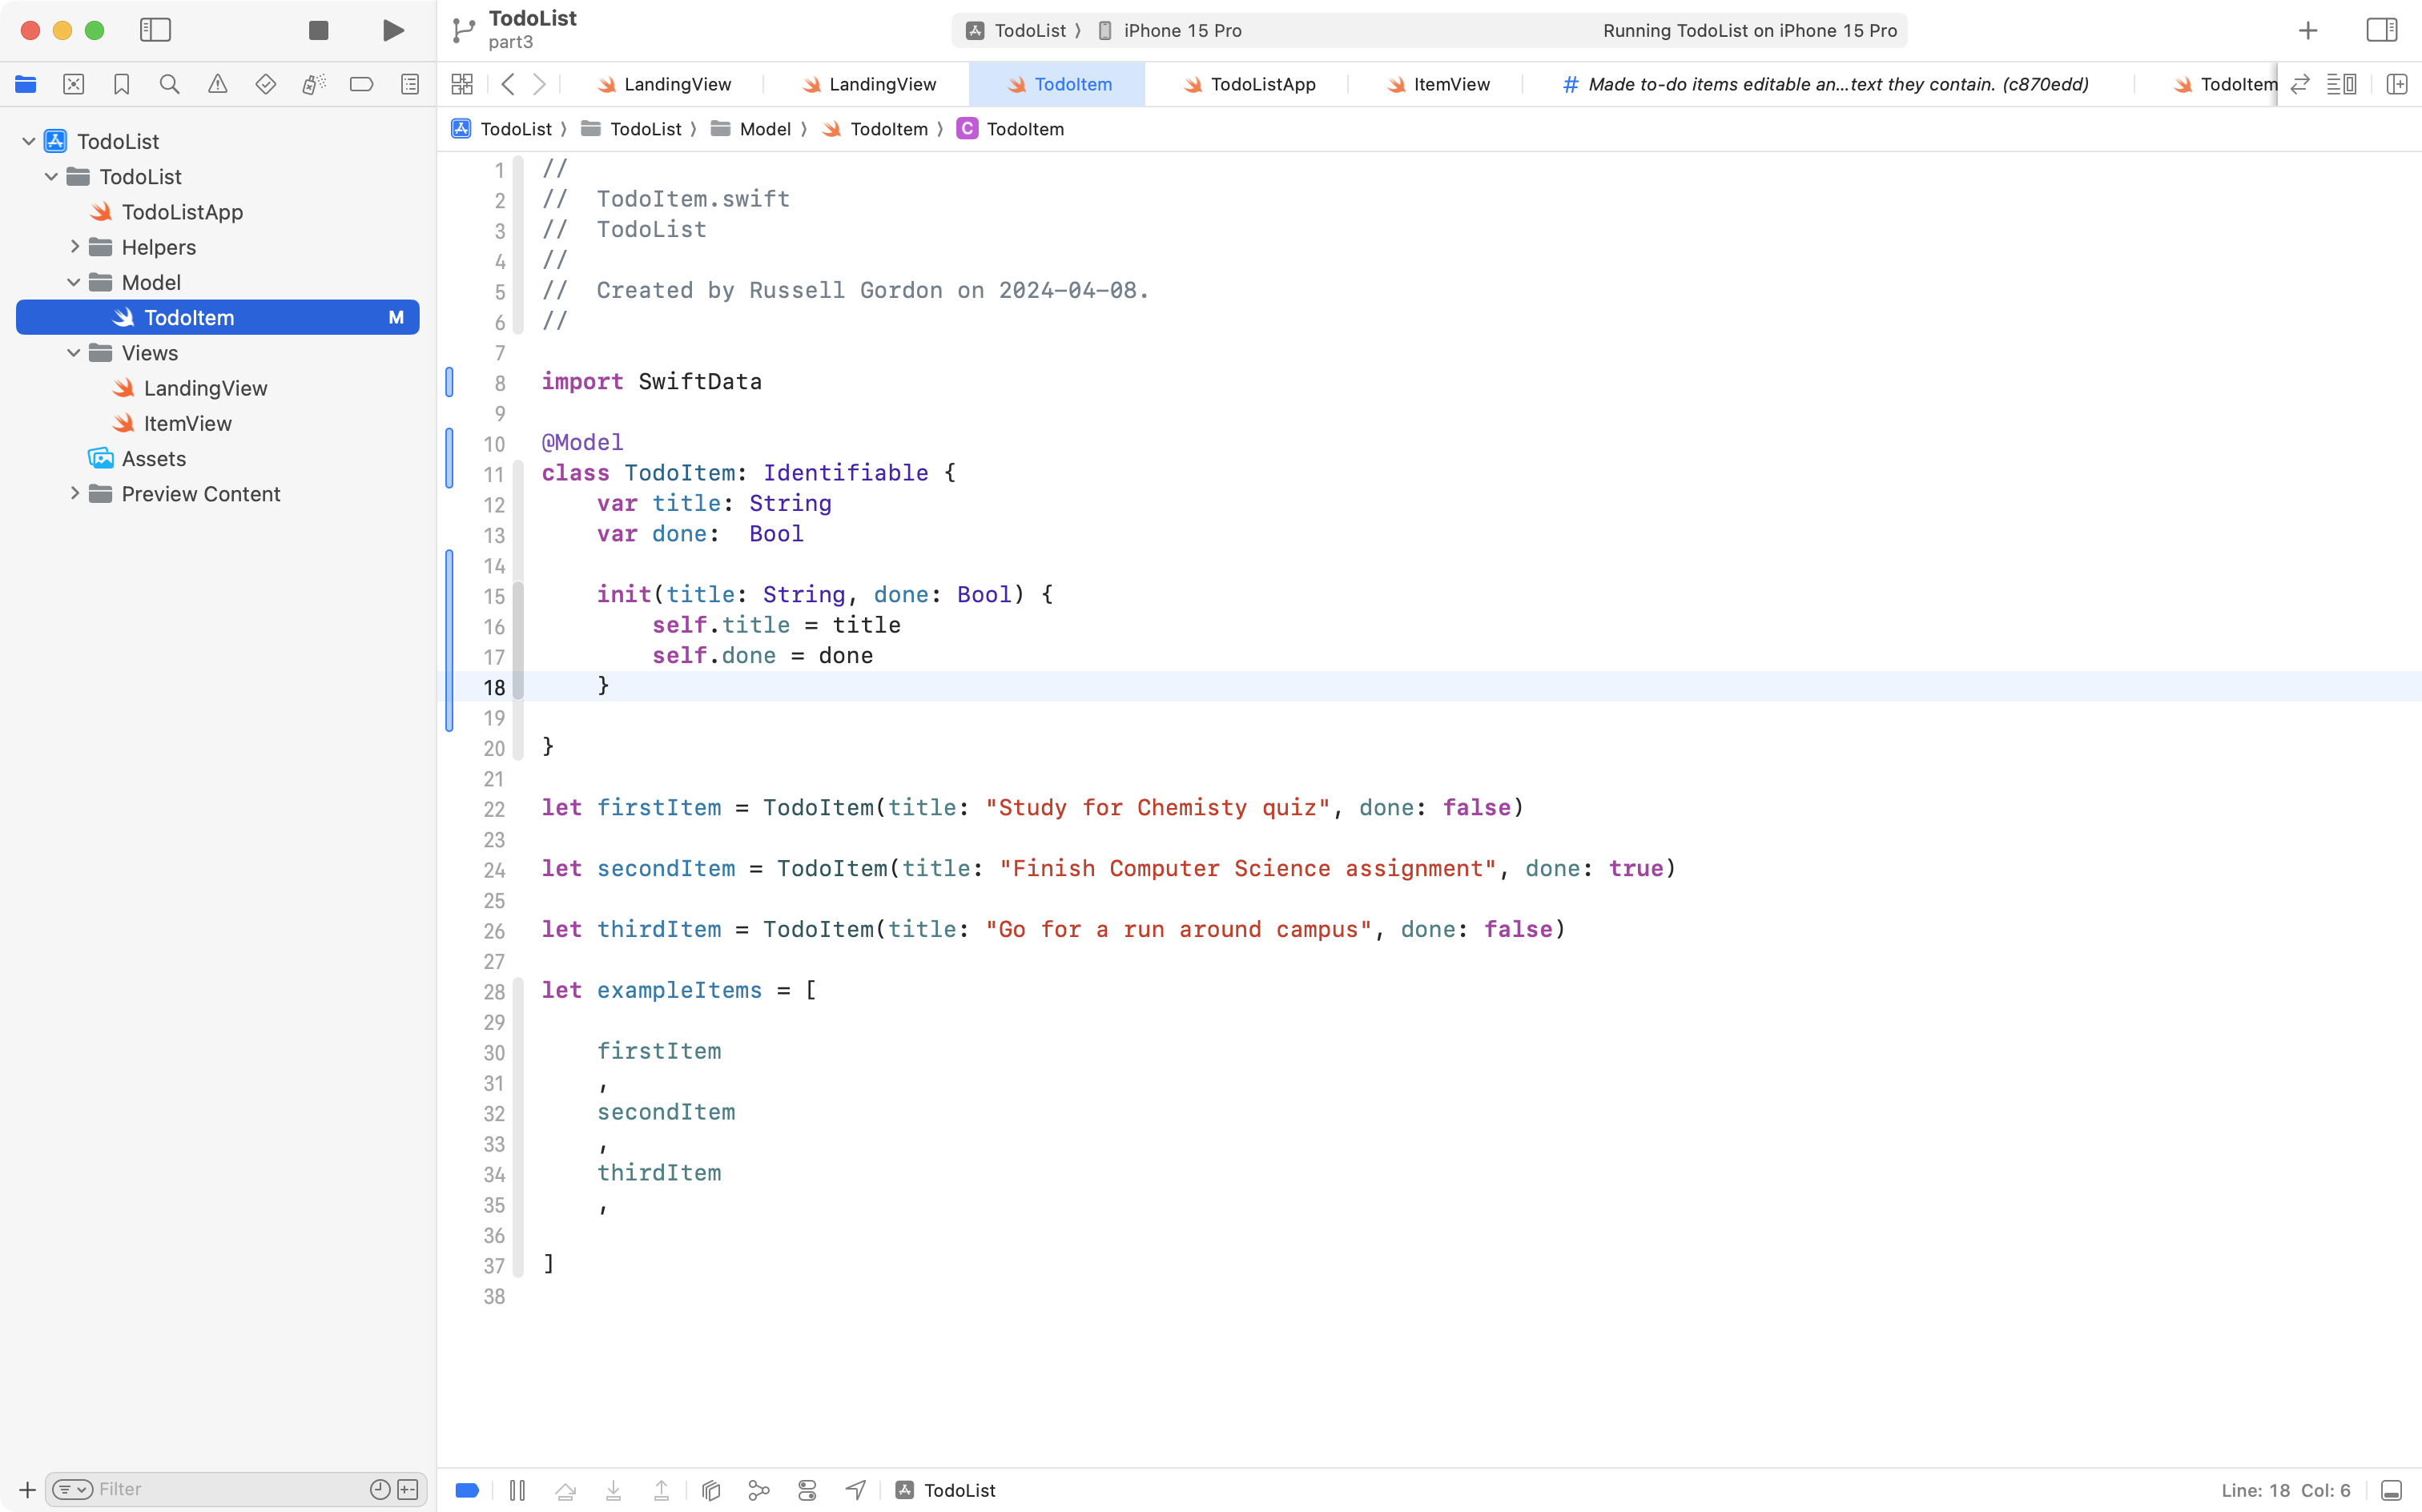 TodoList
part3
TodoList ⟩ iPhone 15 Pro
Running TodoList on iPhone 15 Pro
LandingView
LandingView
TodoItem
TodoListApp
ItemView
# Made to-do items editable an...text they contain. (c870edd)
TodoItem
TodoList ⟩ TodoList ⟩ Model ⟩ TodoItem ⟩ C TodoItem
TodoList
TodoList
TodoListApp
Helpers
Model
TodoItem M
Views
LandingView
ItemView
Assets
Preview Content
1 //
2 //  TodoItem.swift
3 //  TodoList
4 //
5 //  Created by Russell Gordon on 2024-04-08.
6 //
7
8 import SwiftData
9
10 @Model
11 class TodoItem: Identifiable {
12     var title: String
13     var done:  Bool
14
15     init(title: String, done: Bool) {
16         self.title = title
17         self.done = done
18     }
19
20 }
21
22 let firstItem = TodoItem(title: "Study for Chemisty quiz", done: false)
23
24 let secondItem = TodoItem(title: "Finish Computer Science assignment", done: true)
25
26 let thirdItem = TodoItem(title: "Go for a run around campus", done: false)
27
28 let exampleItems = [
29
30     firstItem
31     ,
32     secondItem
33     ,
34     thirdItem
35     ,
36
37 ]
38
Filter
TodoList
Line: 18 Col: 6